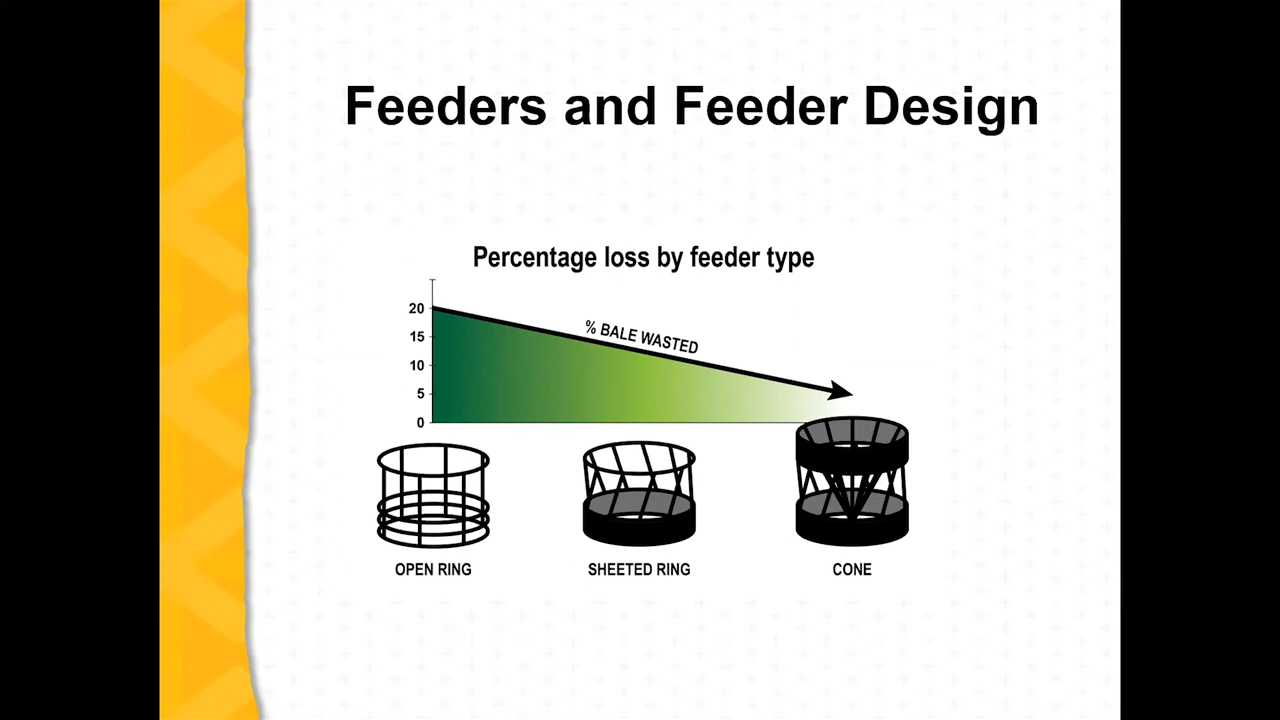 Feeders and Feeder Design
Percentage loss by feeder type
20
15
10
5
0
% BALE WASTED
OPEN RING
SHEETED RING
CONE